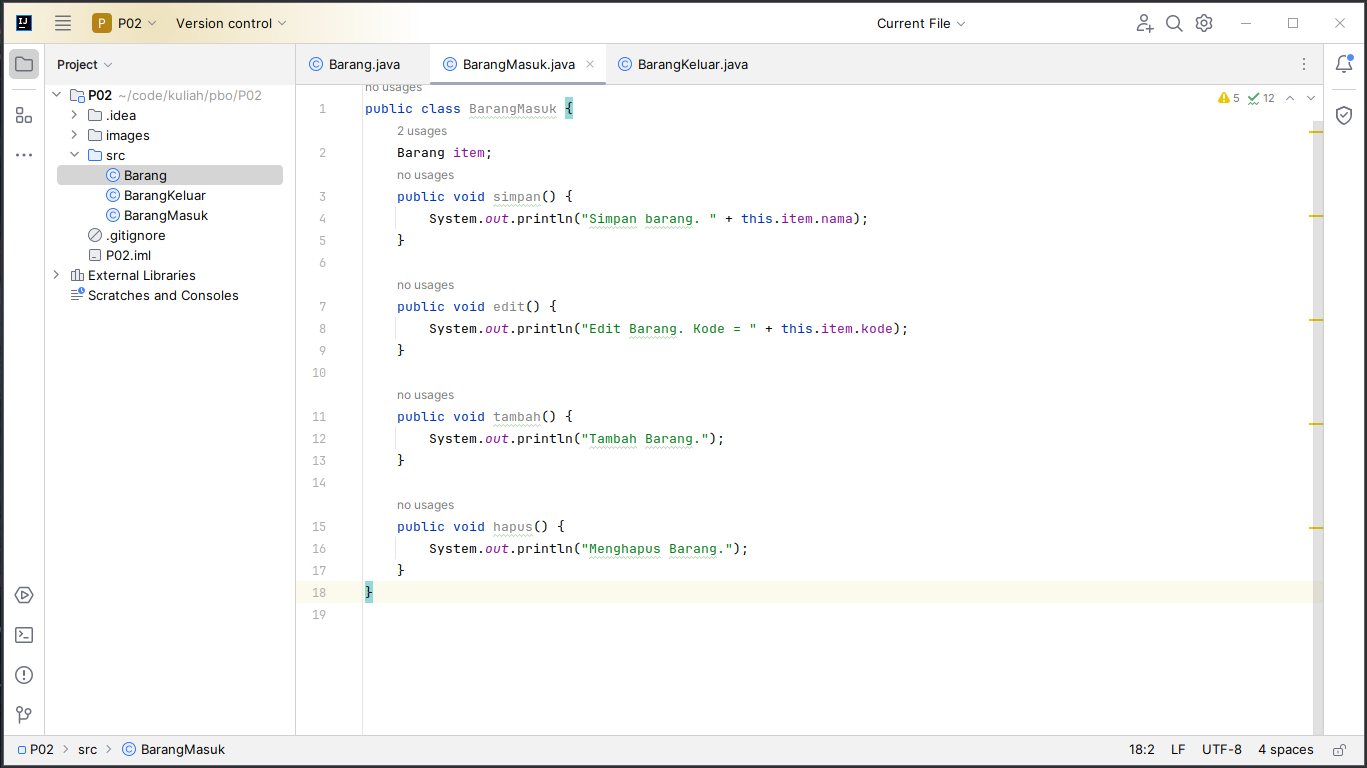 P P02 Version control Current File
Project
Barang.java BarangMasuk.java BarangKeluar.java
P02 ~/code/kuliah/pbo/P02
.idea
images
src
Barang
BarangKeluar
BarangMasuk
.gitignore
P02.iml
External Libraries
Scratches and Consoles
5 12
no usages
1 public class BarangMasuk {
2 usages
2 Barang item;
no usages
3 public void simpan() {
4 System.out.println("Simpan barang. " + this.item.nama);
5 }
6
no usages
7 public void edit() {
8 System.out.println("Edit Barang. Kode = " + this.item.kode);
9 }
10
no usages
11 public void tambah() {
12 System.out.println("Tambah Barang.");
13 }
14
no usages
15 public void hapus() {
16 System.out.println("Menghapus Barang.");
17 }
18 }
19
P02 src BarangMasuk 18:2 LF UTF-8 4 spaces